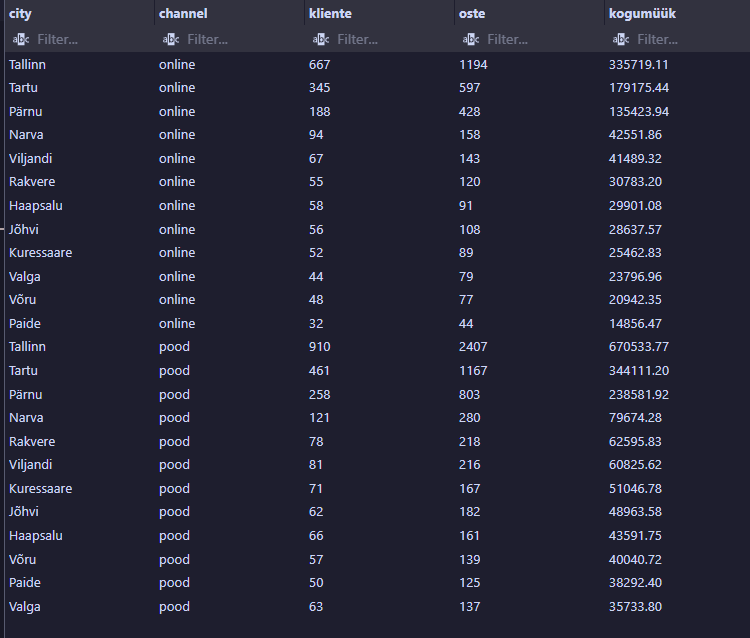 city channel kliente oste kogumüük
abc Filter... abc Filter... abc Filter... abc Filter... abc Filter...
Tallinn online 667 1194 335719.11
Tartu online 345 597 179175.44
Pärnu online 188 428 135423.94
Narva online 94 158 42551.86
Viljandi online 67 143 41489.32
Rakvere online 55 120 30783.20
Haapsalu online 58 91 29901.08
Jõhvi online 56 108 28637.57
Kuressaare online 52 89 25462.83
Valga online 44 79 23796.96
Võru online 48 77 20942.35
Paide online 32 44 14856.47
Tallinn pood 910 2407 670533.77
Tartu pood 461 1167 344111.20
Pärnu pood 258 803 238581.92
Narva pood 121 280 79674.28
Rakvere pood 78 218 62595.83
Viljandi pood 81 216 60825.62
Kuressaare pood 71 167 51046.78
Jõhvi pood 62 182 48963.58
Haapsalu pood 66 161 43591.75
Võru pood 57 139 40040.72
Paide pood 50 125 38292.40
Valga pood 63 137 35733.80